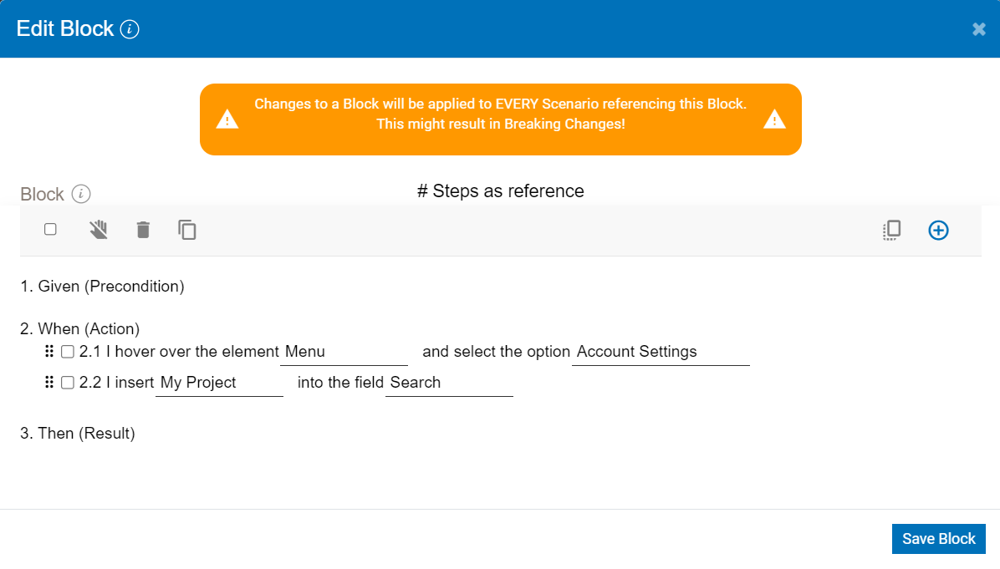 Edit Block
Changes to a Block will be applied to EVERY Scenario referencing this Block.
This might result in Breaking Changes!
Block
# Steps as reference
1. Given (Precondition)
2. When (Action)
2.1 I hover over the element Menu and select the option Account Settings
2.2 I insert My Project into the field Search
3. Then (Result)
Save Block